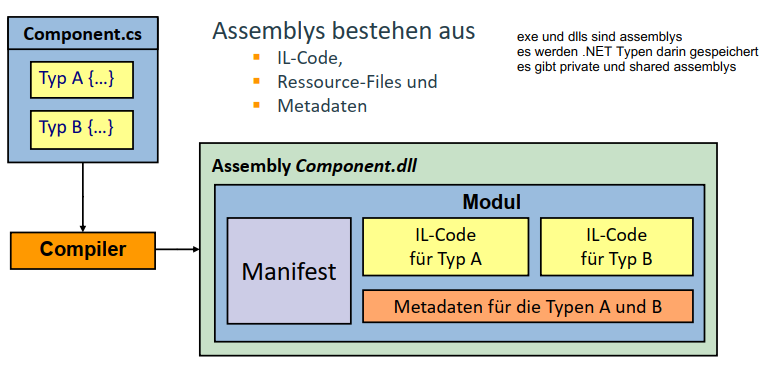 Component.cs
Typ A {...}
Typ B {...}
Compiler
Assemblys bestehen aus
▪ IL-Code,
▪ Ressource-Files und
▪ Metadaten
exe und dlls sind assemblys
es werden .NET Typen darin gespeichert
es gibt private und shared assemblys
Assembly Component.dll
Modul
Manifest
IL-Code
für Typ A
IL-Code
für Typ B
Metadaten für die Typen A und B